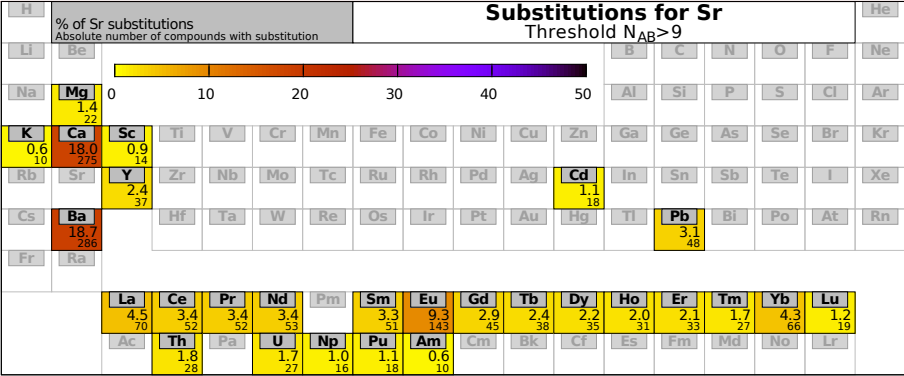 H He
% of Sr substitutions
Absolute number of compounds with substitution
Substitutions for Sr
Threshold N_AB>9
Li Be B C N O F Ne
0 10 20 30 40 50
Na Mg Al Si P S Cl Ar
1.4
22
K Ca Sc Ti V Cr Mn Fe Co Ni Cu Zn Ga Ge As Se Br Kr
0.6 18.0 0.9
10 275 14
Rb Sr Y Zr Nb Mo Tc Ru Rh Pd Ag Cd In Sn Sb Te I Xe
2.4 1.1
37 18
Cs Ba Hf Ta W Re Os Ir Pt Au Hg Tl Pb Bi Po At Rn
18.7 3.1
286 48
Fr Ra
La Ce Pr Nd Pm Sm Eu Gd Tb Dy Ho Er Tm Yb Lu
4.5 3.4 3.4 3.4 3.3 9.3 2.9 2.4 2.2 2.0 2.1 1.7 4.3 1.2
70 52 52 53 51 143 45 38 35 31 33 27 66 19
Ac Th Pa U Np Pu Am Cm Bk Cf Es Fm Md No Lr
1.8 1.7 1.0 1.1 0.6
28 27 16 18 10